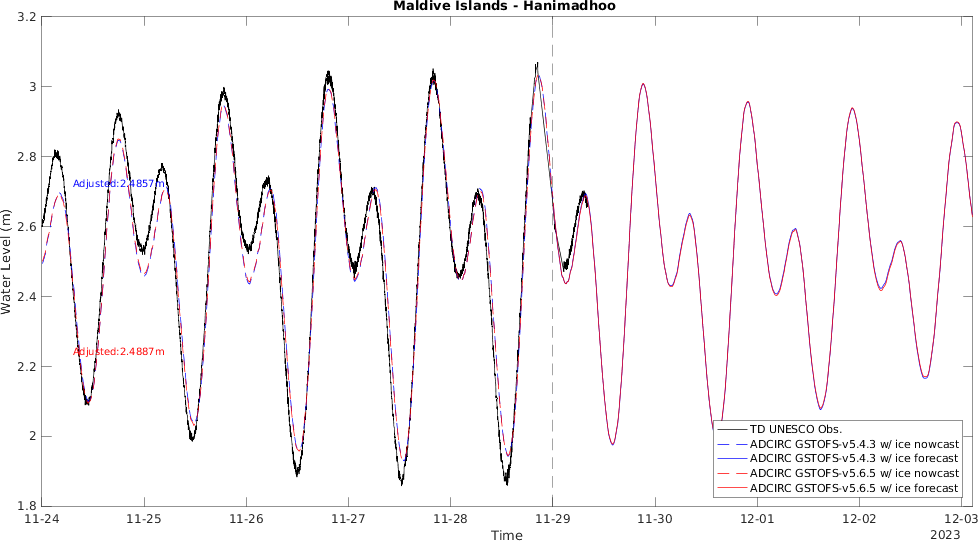 Maldive Islands - Hanimadhoo
3.2
3
2.8
2.6
2.4
2.2
2
1.8
Water Level (m)
Adjusted:2.4857m
Adjusted:2.4887m
TD UNESCO Obs.
ADCIRC GSTOFS-v5.4.3 w/ ice nowcast
ADCIRC GSTOFS-v5.4.3 w/ ice forecast
ADCIRC GSTOFS-v5.6.5 w/ ice nowcast
ADCIRC GSTOFS-v5.6.5 w/ ice forecast
11-24 11-25 11-26 11-27 11-28 11-29 11-30 12-01 12-02 12-03
Time
2023